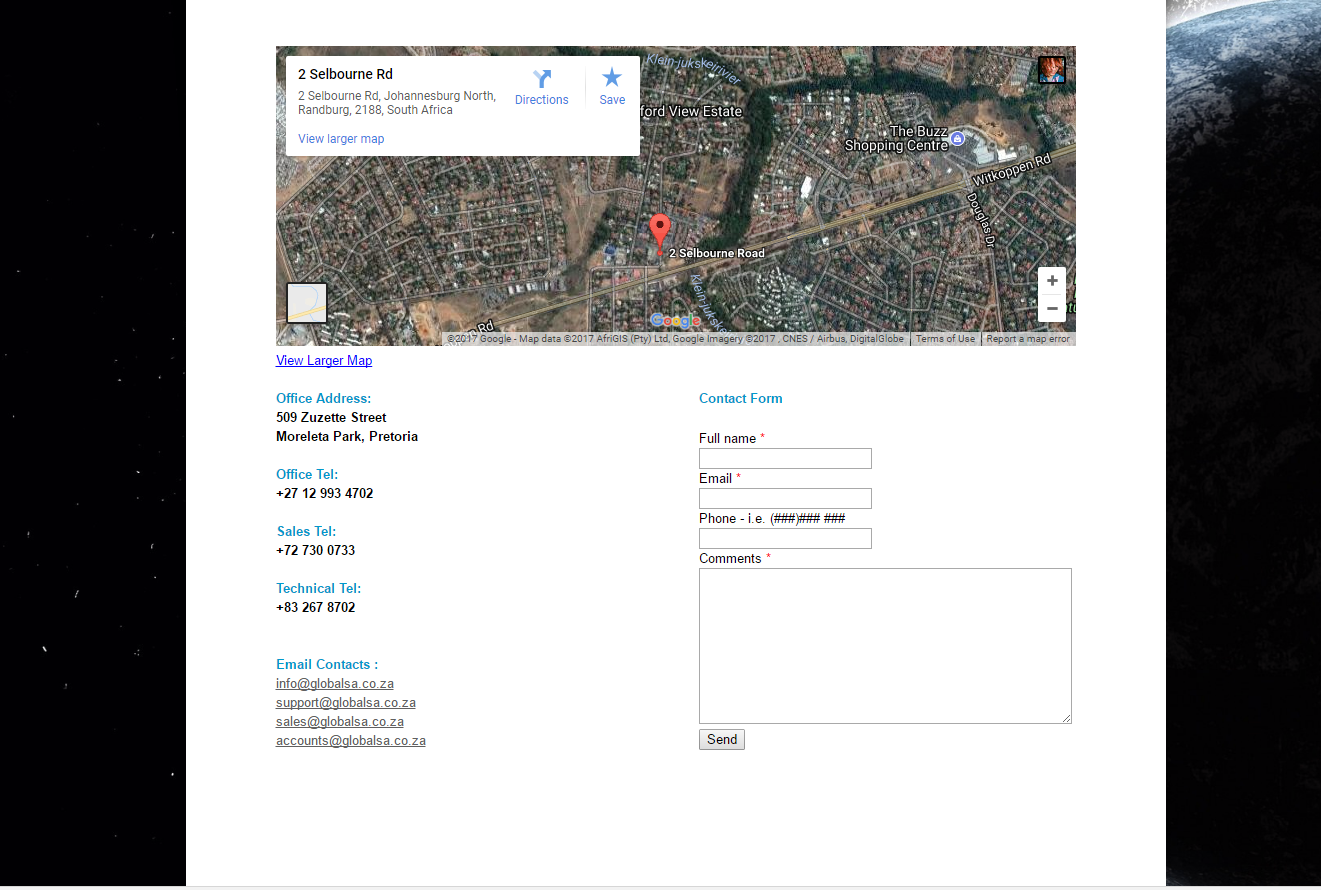 2 Selbourne Rd
2 Selbourne Rd, Johannesburg North,
Randburg, 2188, South Africa
View larger map
Directions
Save
Klein-jukskeirivier
ford View Estate
The Buzz
Shopping Centre
Witkoppen Rd
Douglas Dr
2 Selbourne Road
Klein-jukske
Rd
Google
+
−
©2017 Google - Map data ©2017 AfriGIS (Pty) Ltd, Google Imagery ©2017 , CNES / Airbus, DigitalGlobe
Terms of Use
Report a map error
View Larger Map
Office Address:
509 Zuzette Street
Moreleta Park, Pretoria
Office Tel:
+27 12 993 4702
Sales Tel:
+72 730 0733
Technical Tel:
+83 267 8702
Email Contacts :
info@globalsa.co.za
support@globalsa.co.za
sales@globalsa.co.za
accounts@globalsa.co.za
Contact Form
Full name *
Email *
Phone - i.e. (###)### ###
Comments *
Send